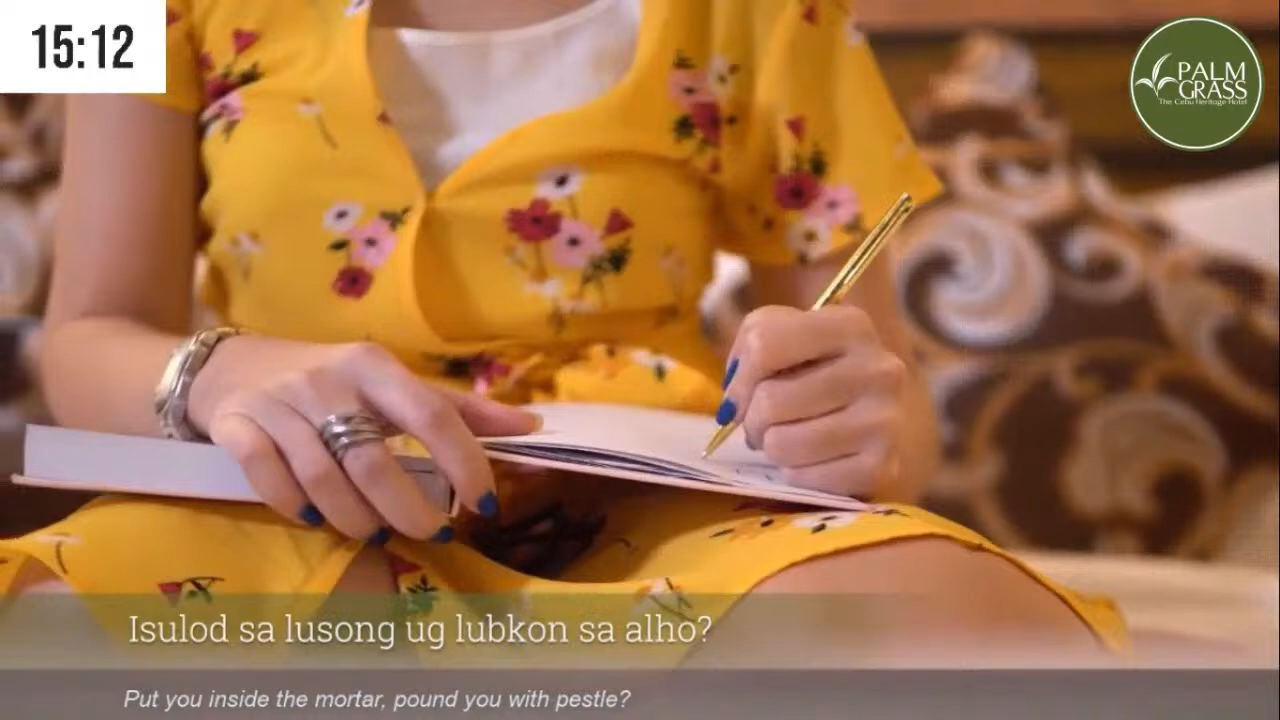 15:12
PALM
GRASS
The Cebu Heritage Hotel
Isulod sa lusong ug lubkon sa alho?
Put you inside the mortar, pound you with pestle?